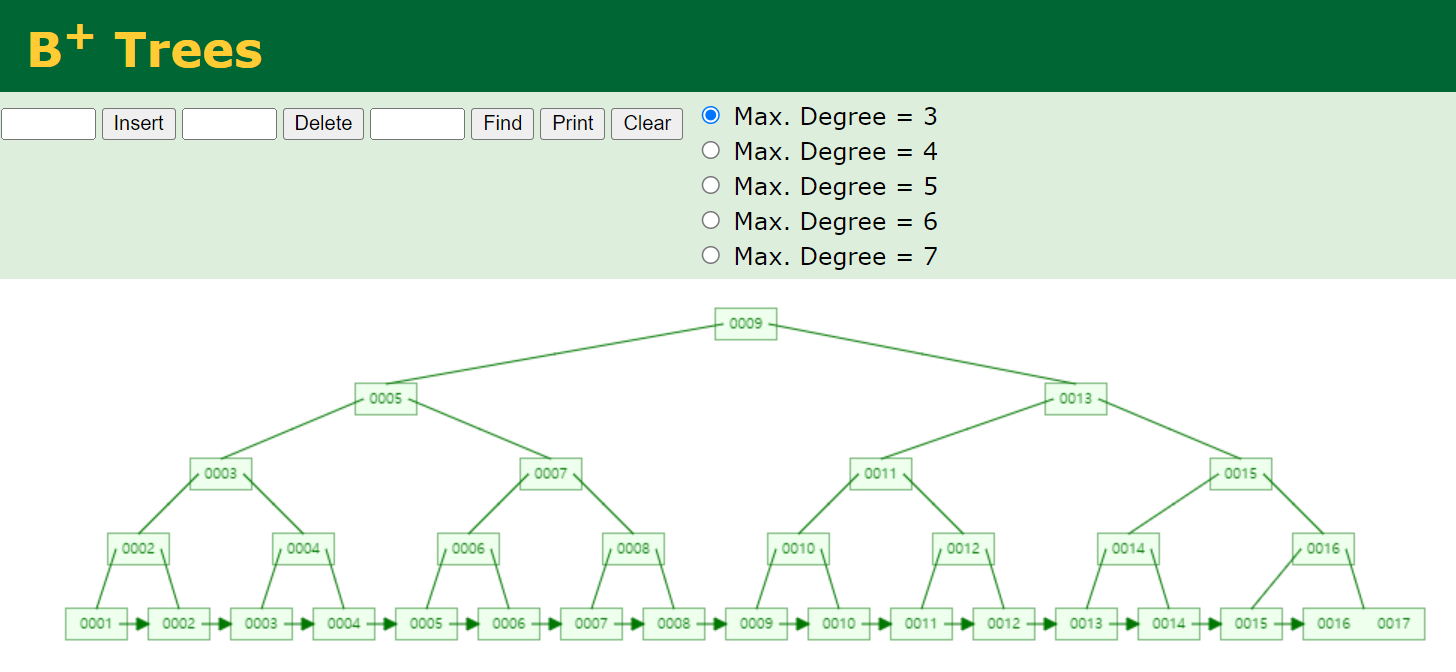 B+ Trees
Insert Delete Find Print Clear
Max. Degree = 3
Max. Degree = 4
Max. Degree = 5
Max. Degree = 6
Max. Degree = 7
0009
0005 0013
0003 0007 0011 0015
0002 0004 0006 0008 0010 0012 0014 0016
0001 0002 0003 0004 0005 0006 0007 0008 0009 0010 0011 0012 0013 0014 0015 0016 0017